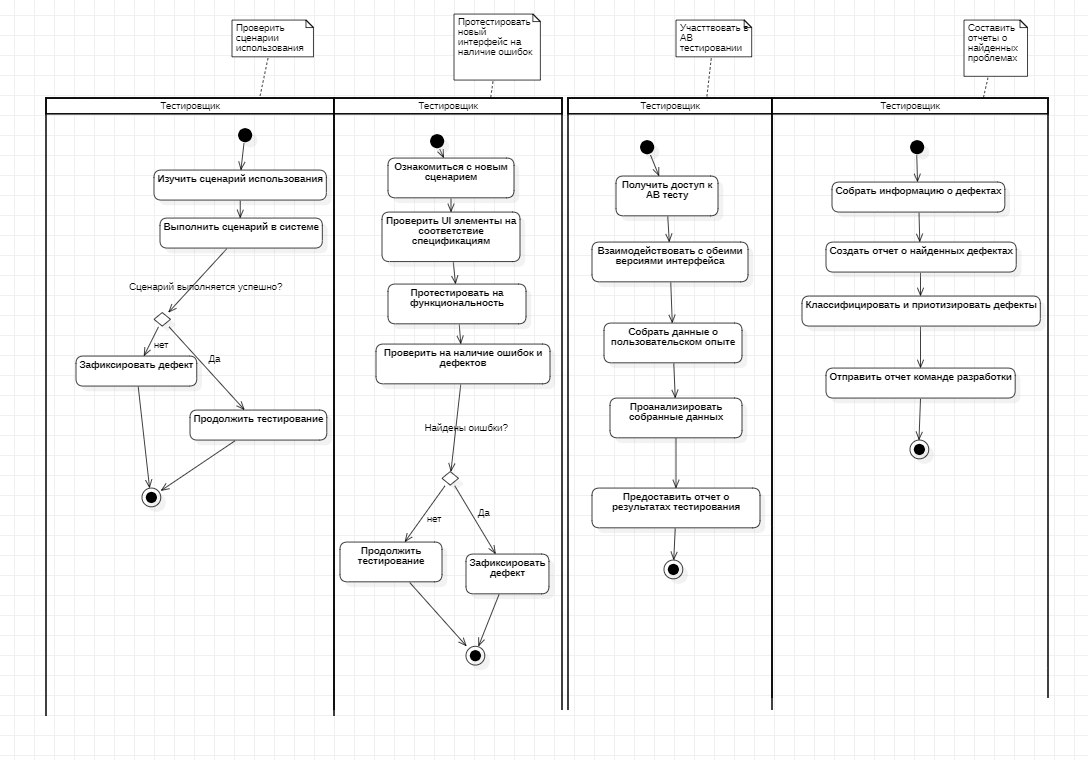 Проверить
сценарии
использования
Протестировать
новый
интерфейс на
наличие ошибок
Участтвовать в
АВ
тестировании
Составить
отчеты о
найденных
проблемах
Тестировщик
Тестировщик
Тестировщик
Тестировщик
Изучить сценарий использования
Выполнить сценарий в системе
Сценарий выполняется успешно?
нет
Да
Зафиксировать дефект
Продолжить тестирование
Ознакомиться с новым
сценарием
Проверить UI элементы на
соответствие
спецификациям
Протестировать на
функциональность
Проверить на наличие ошибок и
дефектов
Найдены оишбки?
нет
Да
Продолжить
тестирование
Зафиксировать
дефект
Получить доступ к
АВ тесту
Взаимодействовать с обеими
версиями интерфейса
Собрать данные о
пользовательском опыте
Проанализировать
собранные данных
Предоставить отчет о
результатах тестирования
Собрать информацию о дефектах
Создать отчет о найденных дефектах
Классифицировать и приотизировать дефекты
Отправить отчет команде разработки